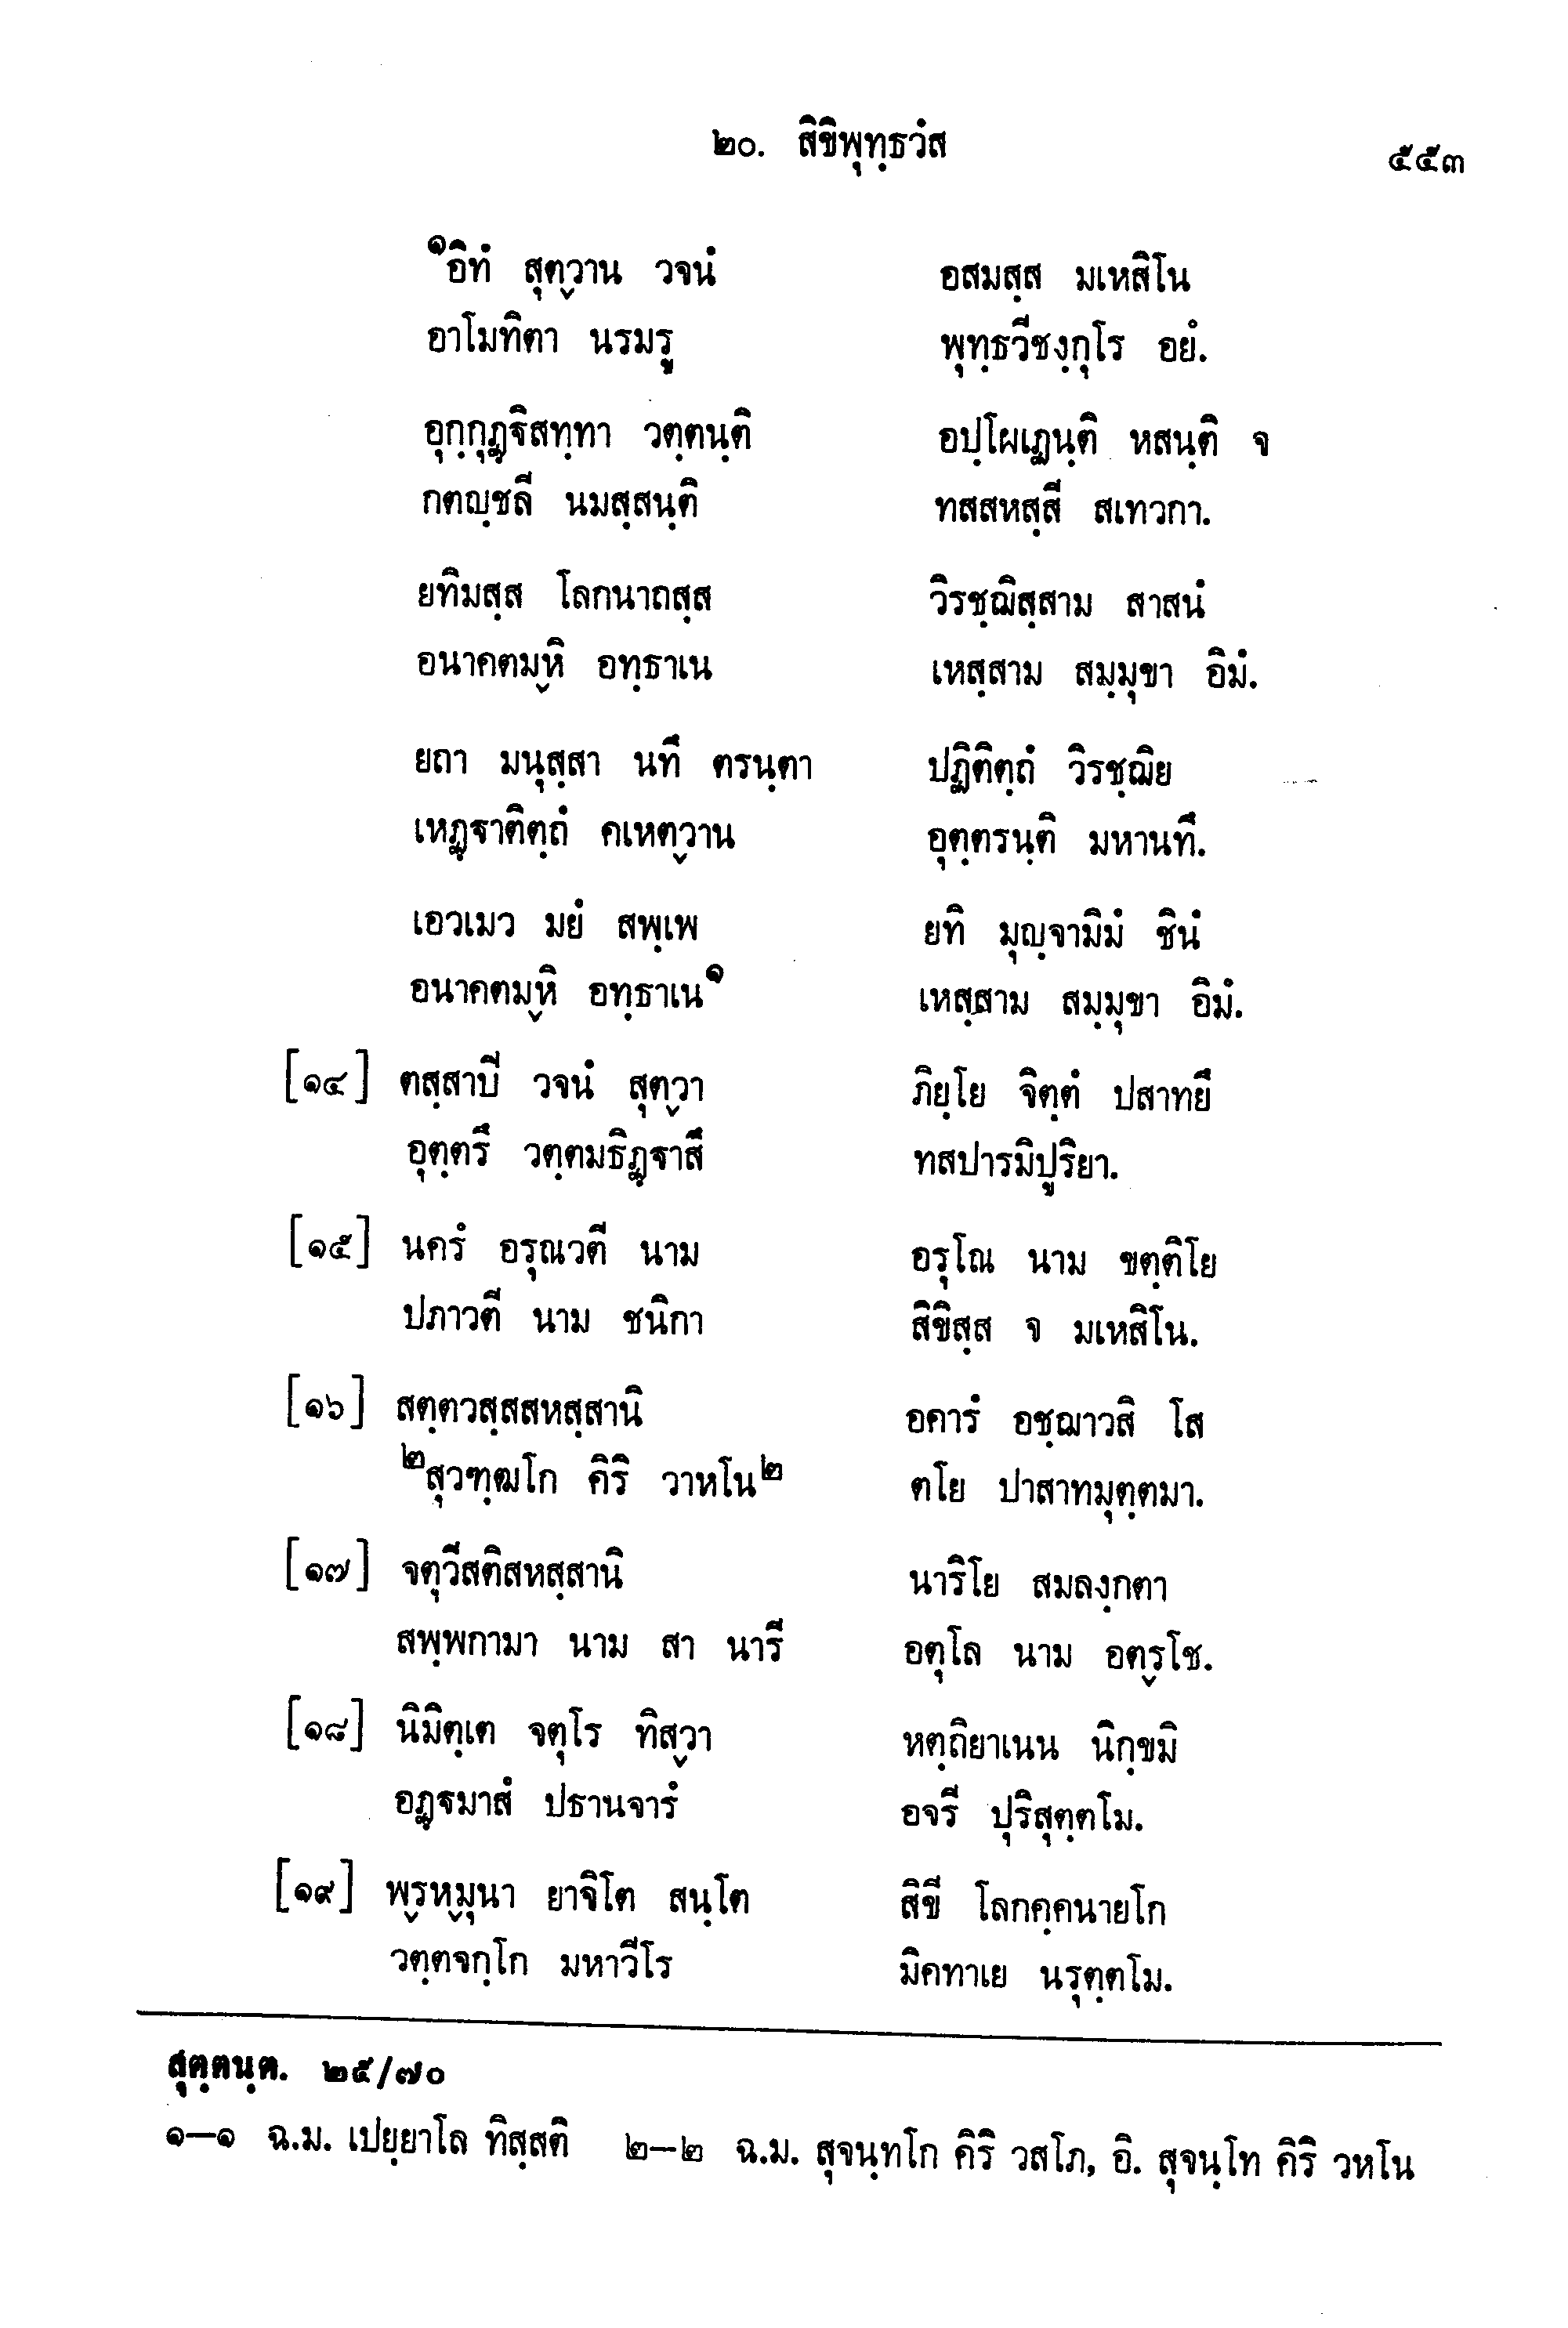 ๒๐. สิขิพุทฺธวํส ๕๕๓
๑อิทํ สุตฺวาน วจนํ อสมสฺส มเหสิโน
อาโมทิตา นรมรู พุทฺธวีชงฺกุโร อยํ.
อุกฺกุฏฺฐิสทฺทา วตฺตนฺติ อปฺโผเฏนฺติ หสนฺติ จ
กตญฺชลี นมสฺสนฺติ ทสสหสฺสี สเทวกา.
ยทิมสฺส โลกนาถสฺส วิรชฺฌิสฺสาม สาสนํ
อนาคตมฺหิ อทฺธาเน เหสฺสาม สมฺมุขา อิมํ.
ยถา มนุสฺสา นทึ ตรนฺตา ปฏิติตฺถํ วิรชฺฌิย
เหฏฺฐาติตฺถํ คเหตฺวาน อุตฺตรนฺติ มหานทึ.
เอวเมว มยํ สพฺเพ ยทิ มุญฺจามิมํ ชินํ
อนาคตมฺหิ อทฺธาเน๑ เหสฺสาม สมฺมุขา อิมํ.
[๑๔] ตสฺสาปี วจนํ สุตฺวา ภิยฺโย จิตฺตํ ปสาทยึ
อุตฺตรึ วตฺตมธิฏฺฐาสึ ทสปารมิปูริยา.
[๑๕] นครํ อรุณวตี นาม อรุโณ นาม ขตฺติโย
ปภาวตี นาม ชนิกา สิขิสฺส จ มเหสิโน.
[๑๖] สตฺตวสฺสสหสฺสานิ อคารํ อชฺฌาวสิ โส
๒สุวฑฺฒโก คิริ วาหโน๒ ตโย ปาสาทมุตฺตมา.
[๑๗] จตุวีสติสหสฺสานิ นาริโย สมลงฺกตา
สพฺพกามา นาม สา นารี อตุโล นาม อตฺรุโช.
[๑๘] นิมิตฺเต จตุโร ทิสฺวา หตฺถิยาเนน นิกฺขมิ
อฏฺฐมาสํ ปธานจารํ อจรี ปุริสุตฺตโม.
[๑๙] พฺรหฺมุนา ยาจิโต สนฺโต สิขี โลกคฺคนายโก
วตฺตจกฺโก มหาวีโร มิคทาเย นรุตฺตโม.
สุตฺตนฺต. ๒๕/๗๐
๑–๑ ฉ.ม. เปยฺยาโล ทิสฺสติ ๒–๒ ฉ.ม. สุจนฺทโก คิริ วสโภ, อิ. สุจนฺโท คิริ วหโน